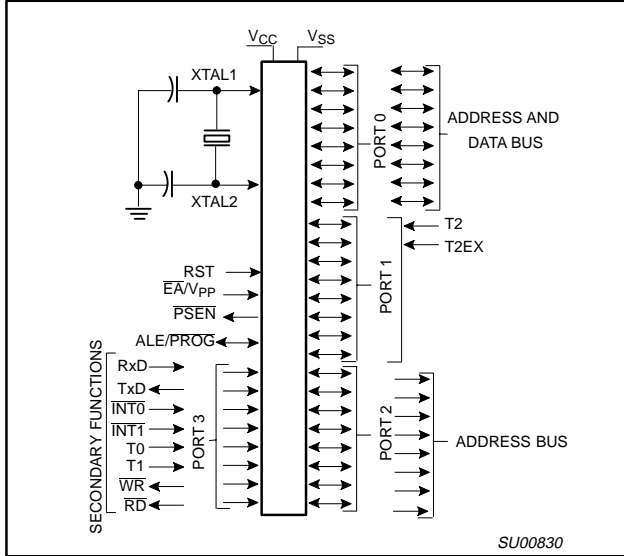 VCC VSS
XTAL1
XTAL2
PORT 0
ADDRESS AND
DATA BUS
PORT 1
T2
T2EX
RST
EA/VPP
PSEN
ALE/PROG
SECONDARY FUNCTIONS
RxD
TxD
INT0
INT1
T0
T1
WR
RD
PORT 3
PORT 2
ADDRESS BUS
SU00830